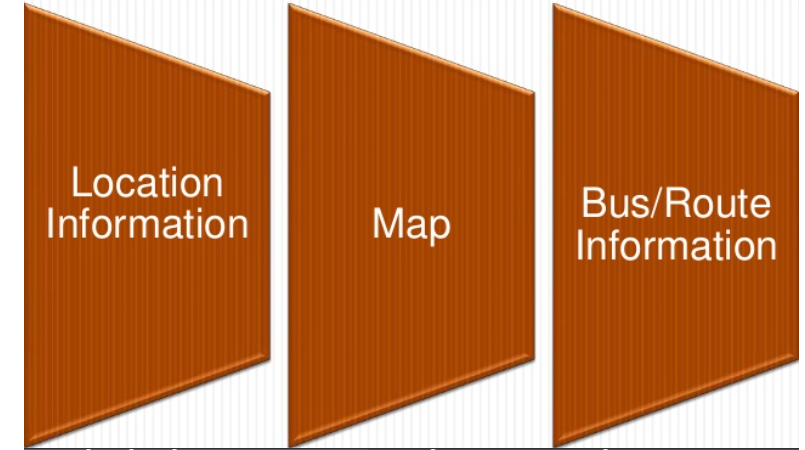 Location
Information
Map
Bus/Route
Information